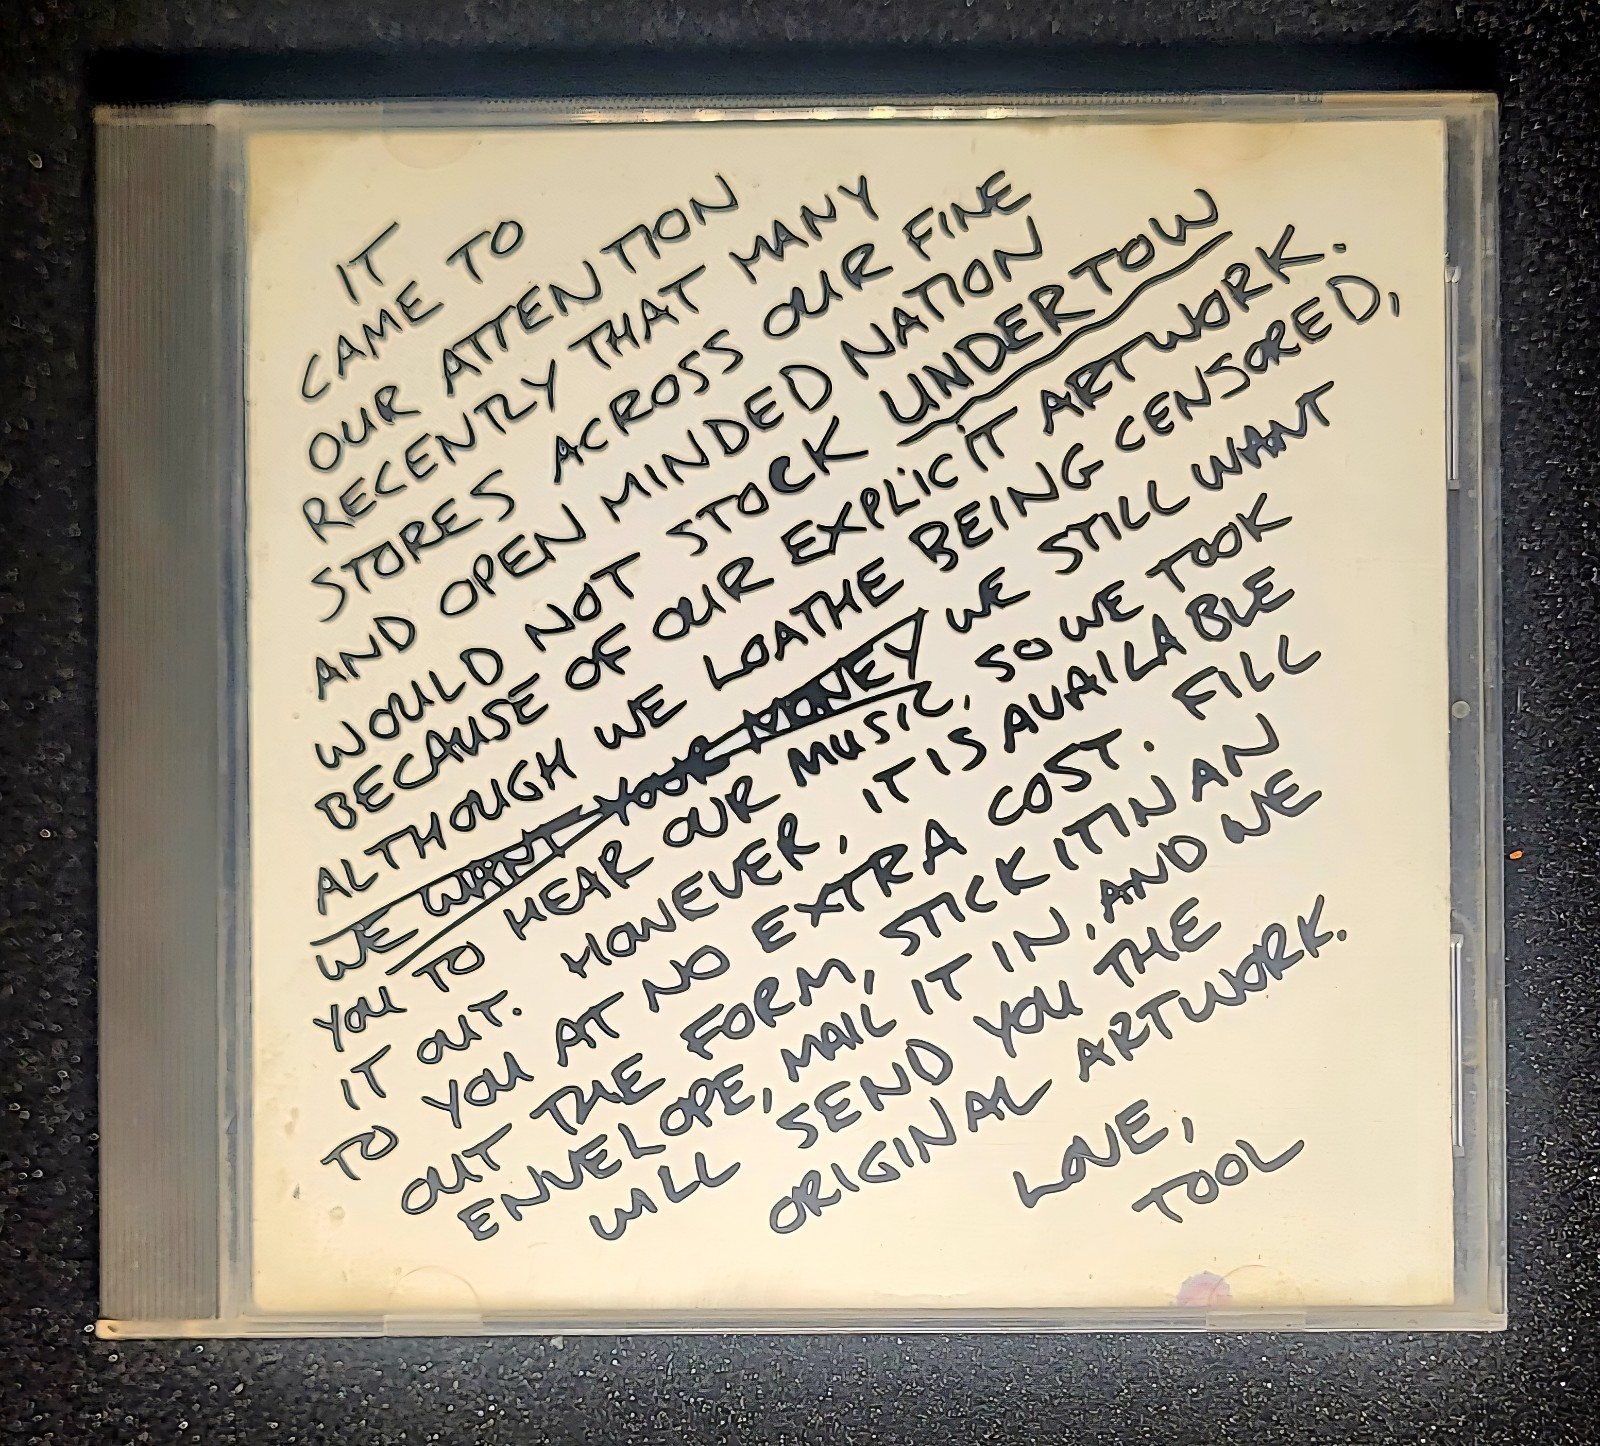 IT
CAME TO
OUR ATTENTION
RECENTLY THAT MANY
STORES ACROSS OUR FINE
AND OPEN MINDED NATION
WOULD NOT STOCK UNDERTOW
BECAUSE OF OUR EXPLICIT ARTWORK.
ALTHOUGH WE LOATHE BEING CENSORED,
WE WANT YOUR MONEY WE STILL WANT
YOU TO HEAR OUR MUSIC, SO WE TOOK
IT OUT. HOWEVER, IT IS AVAILABLE
TO YOU AT NO EXTRA COST. FILL
OUT THE FORM, STICK IT IN AN
ENVELOPE, MAIL IT IN, AND WE
WILL SEND YOU THE
ORIGINAL ARTWORK.
LOVE,
TOOL